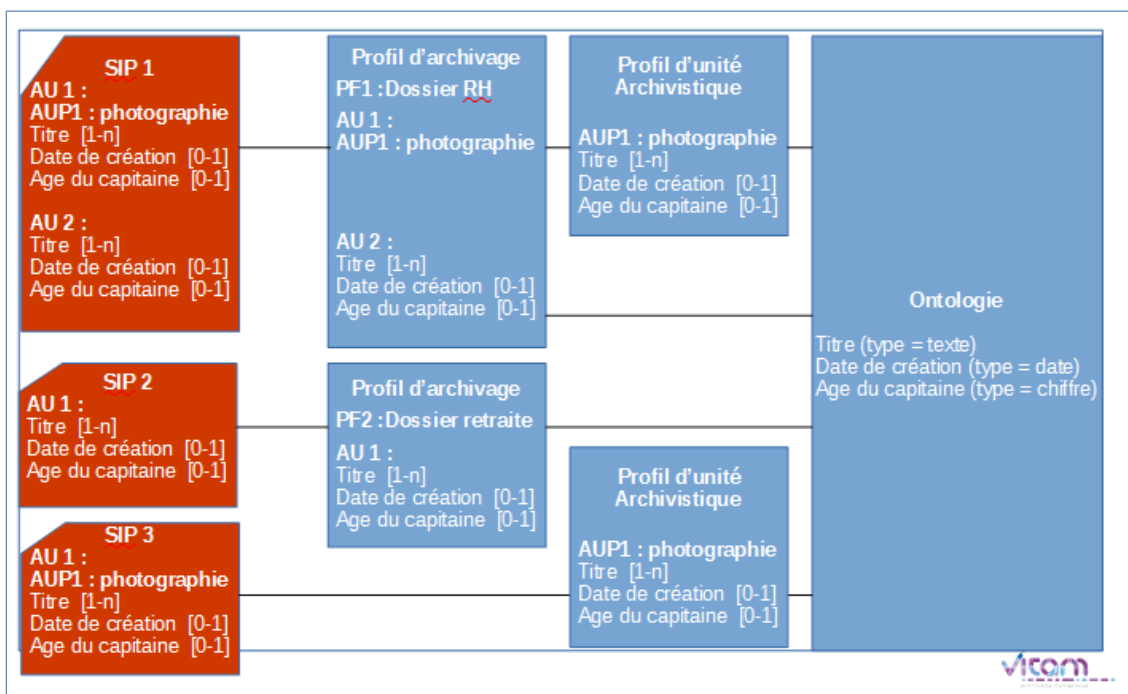 SIP 1
AU 1 :
AUP1 : photographie
Titre [1-n]
Date de création [0-1]
Age du capitaine [0-1]
AU 2 :
Titre [1-n]
Date de création [0-1]
Age du capitaine [0-1]
Profil d'archivage
PF1 :Dossier RH
AU 1 :
AUP1 : photographie
AU 2 :
Titre [1-n]
Date de création [0-1]
Age du capitaine [0-1]
Profil d'unité
Archivistique
AUP1 : photographie
Titre [1-n]
Date de création [0-1]
Age du capitaine [0-1]
Ontologie
Titre (type = texte)
Date de création (type = date)
Age du capitaine (type = chiffre)
SIP 2
AU 1 :
Titre [1-n]
Date de création [0-1]
Age du capitaine [0-1]
Profil d'archivage
PF2 :Dossier retraite
AU 1 :
Titre [1-n]
Date de création [0-1]
Age du capitaine [0-1]
SIP 3
AU 1 :
AUP1 : photographie
Titre [1-n]
Date de création [0-1]
Age du capitaine [0-1]
Profil d'unité
Archivistique
AUP1 : photographie
Titre [1-n]
Date de création [0-1]
Age du capitaine [0-1]
vitam